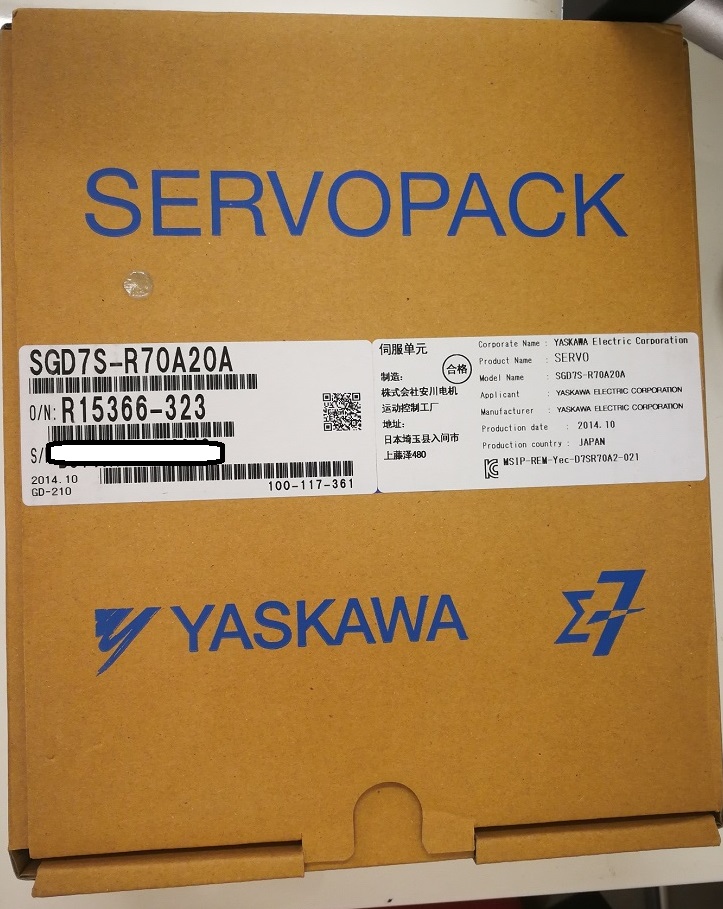 SERVOPACK
SGD7S-R70A20A
O/N: R15366-323
S/
2014.10
GD-210
100-117-361
伺服单元
制造:
合格
株式会社安川电机
运动控制工厂
地址:
日本埼玉县入间市
上藤泽480
Corporate Name : YASKAWA Electric Corporation
Product Name : SERVO
Model Name : SGD7S-R70A20A
Applicant : YASKAWA ELECTRIC CORPORATION
Manufacturer : YASKAWA ELECTRIC CORPORATION
Production date : 2014.10
Production country : JAPAN
MSIP-REM-Yec-D7SR70A2-021
YASKAWA
Σ-7